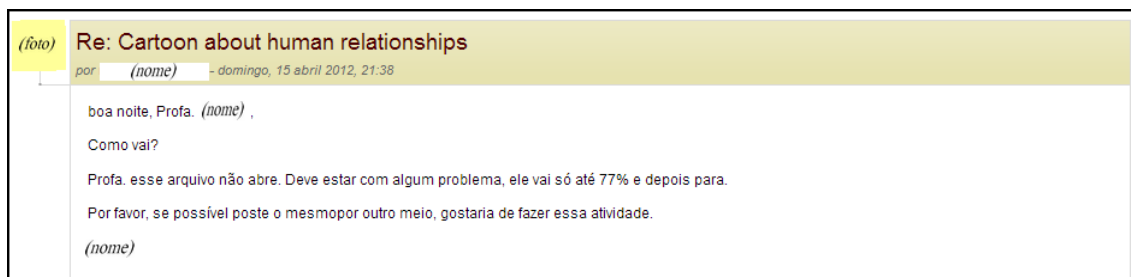 (foto)
Re: Cartoon about human relationships
por (nome) - domingo, 15 abril 2012, 21:38
boa noite, Profa. (nome) ,
Como vai?
Profa. esse arquivo não abre. Deve estar com algum problema, ele vai só até 77% e depois para.
Por favor, se possível poste o mesmopor outro meio, gostaria de fazer essa atividade.
(nome)